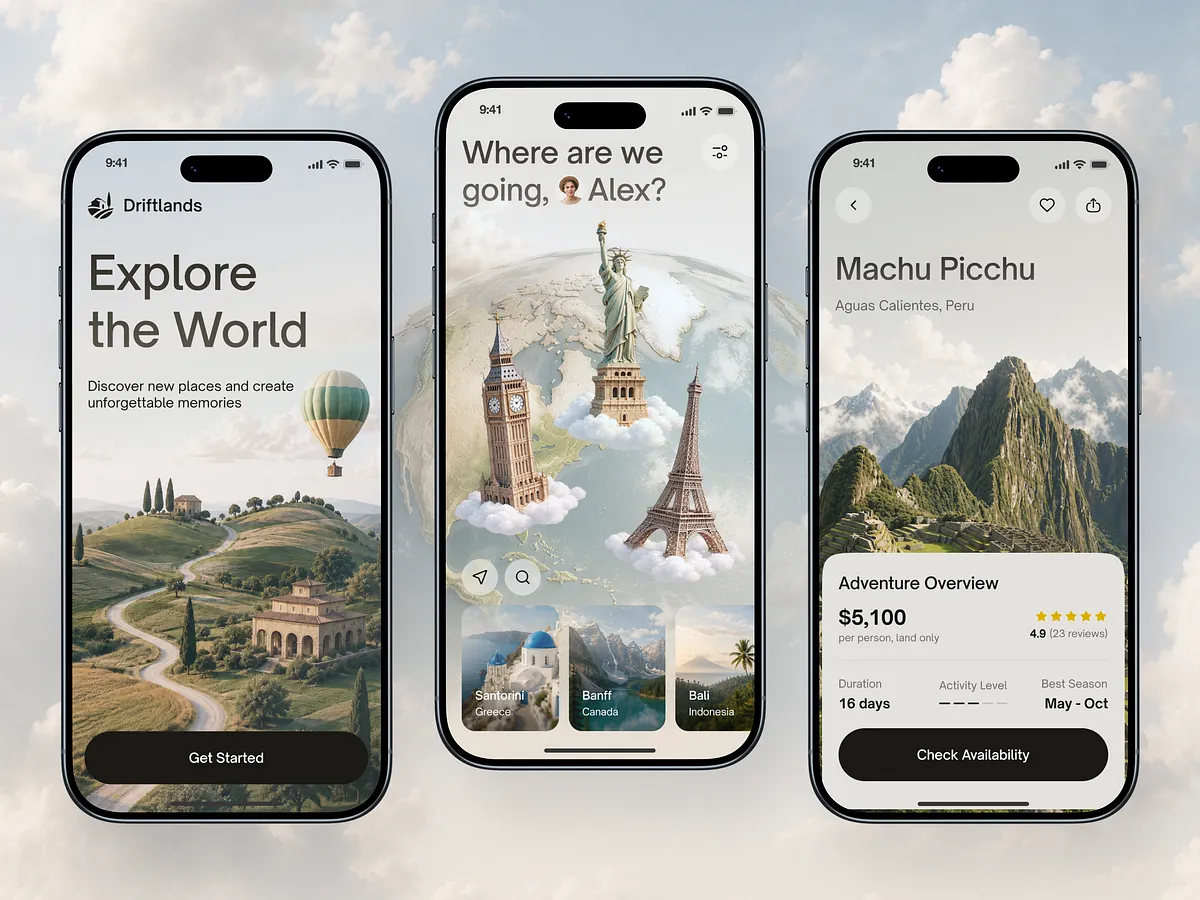 9:41
Driftlands
Explore
the World
Discover new places and create
unforgettable memories
Get Started
9:41
Where are we
going, Alex?
Santorini
Greece
Banff
Canada
Bali
Indonesia
9:41
Machu Picchu
Aguas Calientes, Peru
Adventure Overview
$5,100
per person, land only
4.9 (23 reviews)
Duration
16 days
Activity Level
Best Season
May - Oct
Check Availability